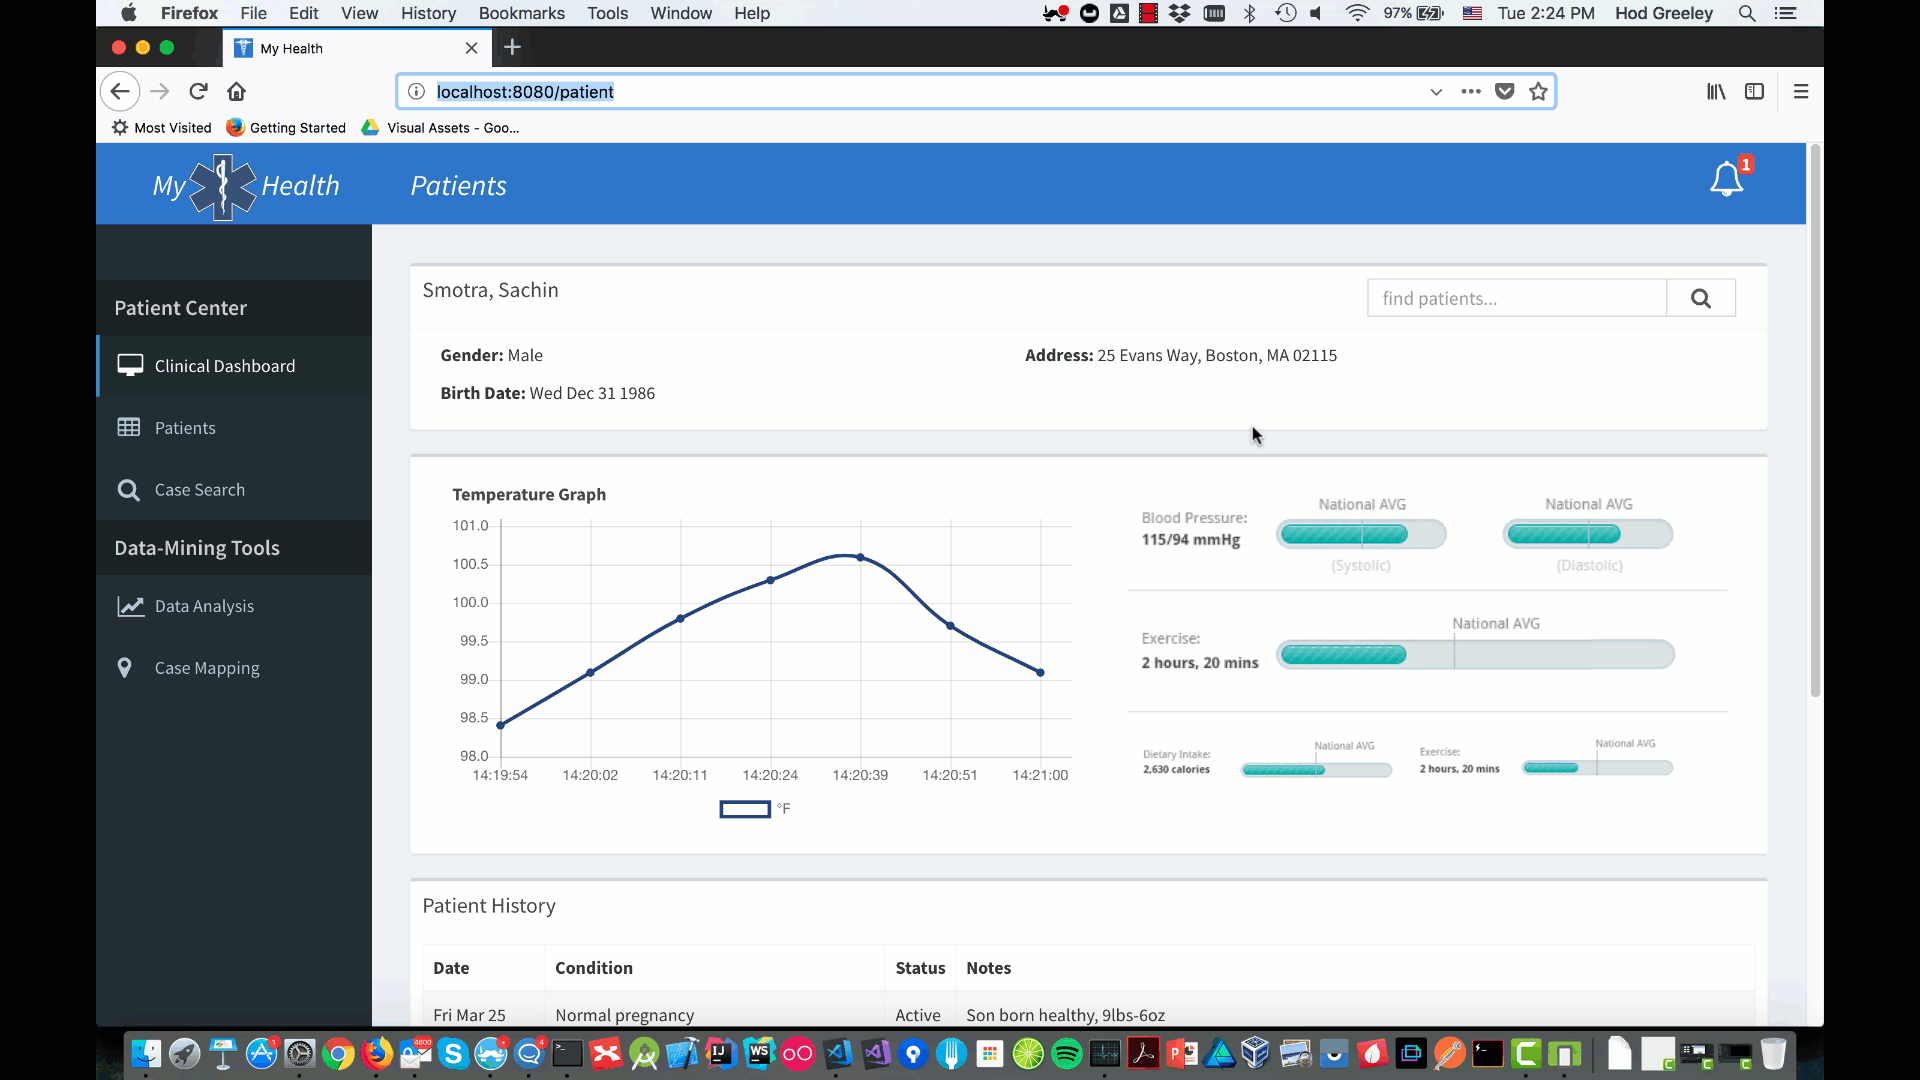 Firefox File Edit View History Bookmarks Tools Window Help 97% Tue 2:24 PM Hod Greeley
My Health
localhost:8080/patient
Most Visited Getting Started Visual Assets - Goo...
My Health Patients 1
Patient Center
Clinical Dashboard
Patients
Case Search
Data-Mining Tools
Data Analysis
Case Mapping
Smotra, Sachin find patients...
Gender: Male Address: 25 Evans Way, Boston, MA 02115
Birth Date: Wed Dec 31 1986
Temperature Graph
101.0
100.5
100.0
99.5
99.0
98.5
98.0
14:19:54 14:20:02 14:20:11 14:20:24 14:20:39 14:20:51 14:21:00
°F
National AVG National AVG
Blood Pressure:
115/94 mmHg
(Systolic) (Diastolic)
National AVG
Exercise:
2 hours, 20 mins
National AVG National AVG
Dietary Intake: Exercise:
2,630 calories 2 hours, 20 mins
Patient History
Date Condition Status Notes
Fri Mar 25 Normal pregnancy Active Son born healthy, 9lbs-6oz
1 4800 4 IJ WS